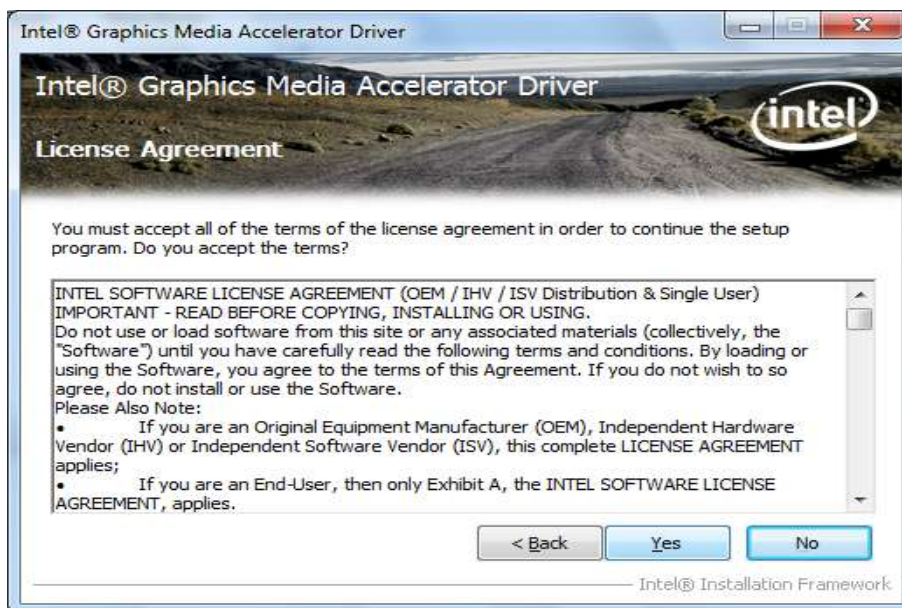 Intel® Graphics Media Accelerator Driver
Intel® Graphics Media Accelerator Driver
intel
License Agreement
You must accept all of the terms of the license agreement in order to continue the setup
program. Do you accept the terms?
INTEL SOFTWARE LICENSE AGREEMENT (OEM / IHV / ISV Distribution & Single User)
IMPORTANT - READ BEFORE COPYING, INSTALLING OR USING.
Do not use or load software from this site or any associated materials (collectively, the
"Software") until you have carefully read the following terms and conditions. By loading or
using the Software, you agree to the terms of this Agreement. If you do not wish to so
agree, do not install or use the Software.
Please Also Note:
• If you are an Original Equipment Manufacturer (OEM), Independent Hardware
Vendor (IHV) or Independent Software Vendor (ISV), this complete LICENSE AGREEMENT
applies;
• If you are an End-User, then only Exhibit A, the INTEL SOFTWARE LICENSE
AGREEMENT, applies.
< Back Yes No
Intel® Installation Framework